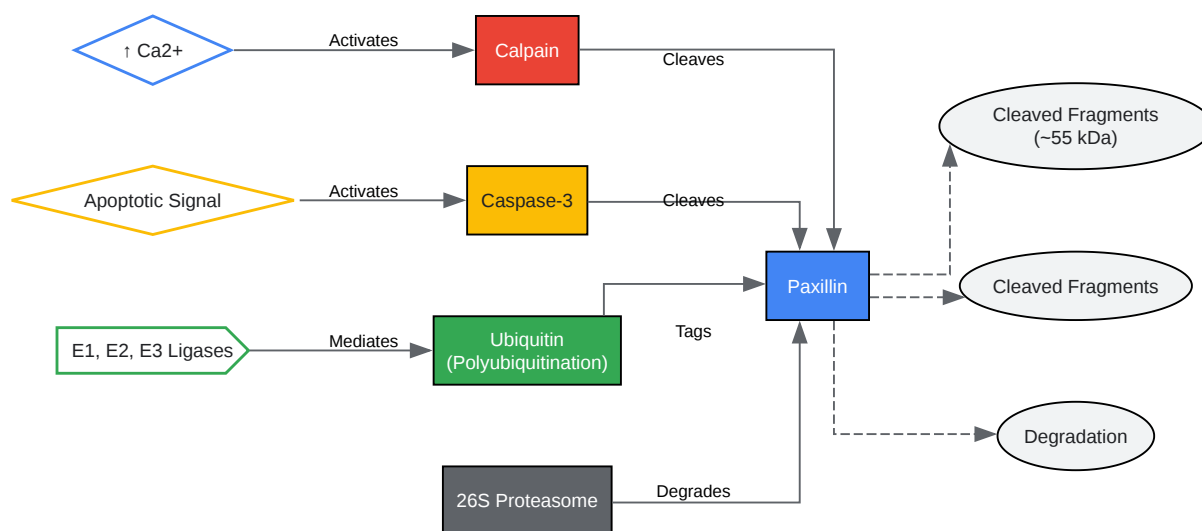 ↑ Ca2+
Activates
Calpain
Cleaves
Cleaved Fragments
(~55 kDa)
Apoptotic Signal
Activates
Caspase-3
Cleaves
Paxillin
Cleaved Fragments
E1, E2, E3 Ligases
Mediates
Ubiquitin
(Polyubiquitination)
Tags
Degradation
26S Proteasome
Degrades